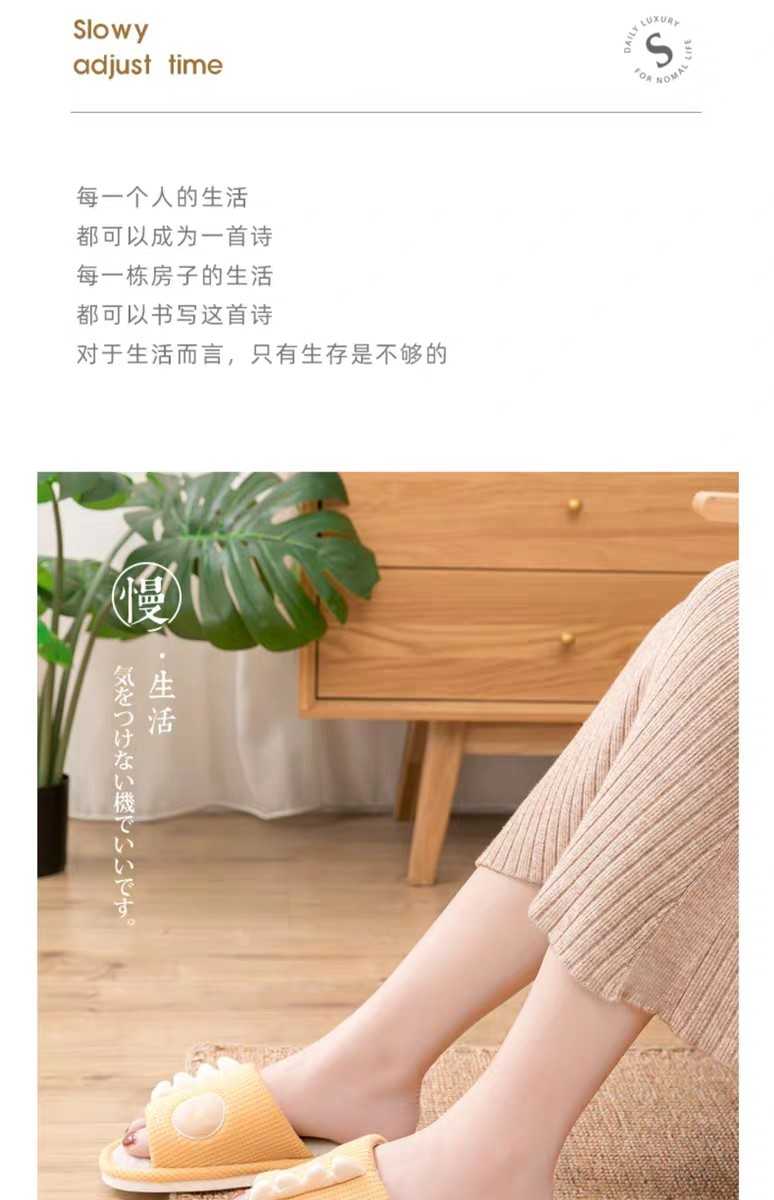 Slowy
adjust time
DAILY LUXURY
S
FOR NOMAL LIFE
每一个人的生活
都可以成为一首诗
每一栋房子的生活
都可以书写这首诗
对于生活而言，只有生存是不够的
慢
·生活
気をつけない機でいいです。